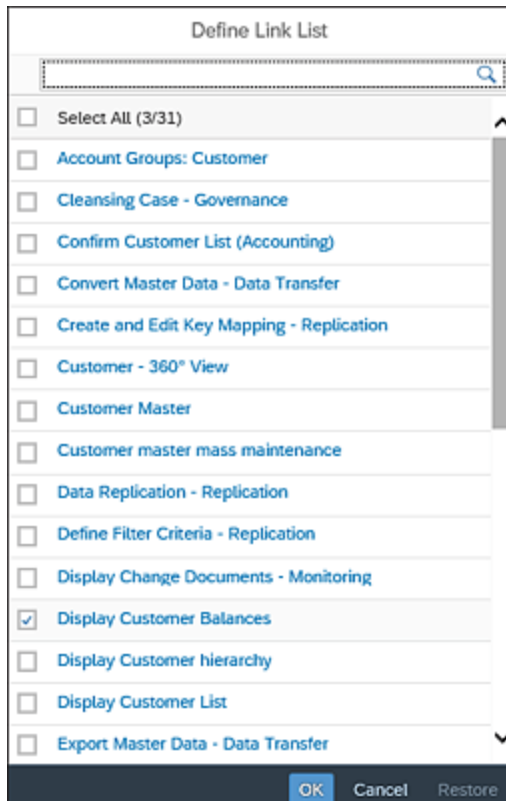 Define Link List
Select All (3/31)
Account Groups: Customer
Cleansing Case - Governance
Confirm Customer List (Accounting)
Convert Master Data - Data Transfer
Create and Edit Key Mapping - Replication
Customer - 360° View
Customer Master
Customer master mass maintenance
Data Replication - Replication
Define Filter Criteria - Replication
Display Change Documents - Monitoring
Display Customer Balances
Display Customer hierarchy
Display Customer List
Export Master Data - Data Transfer
OK Cancel Restore